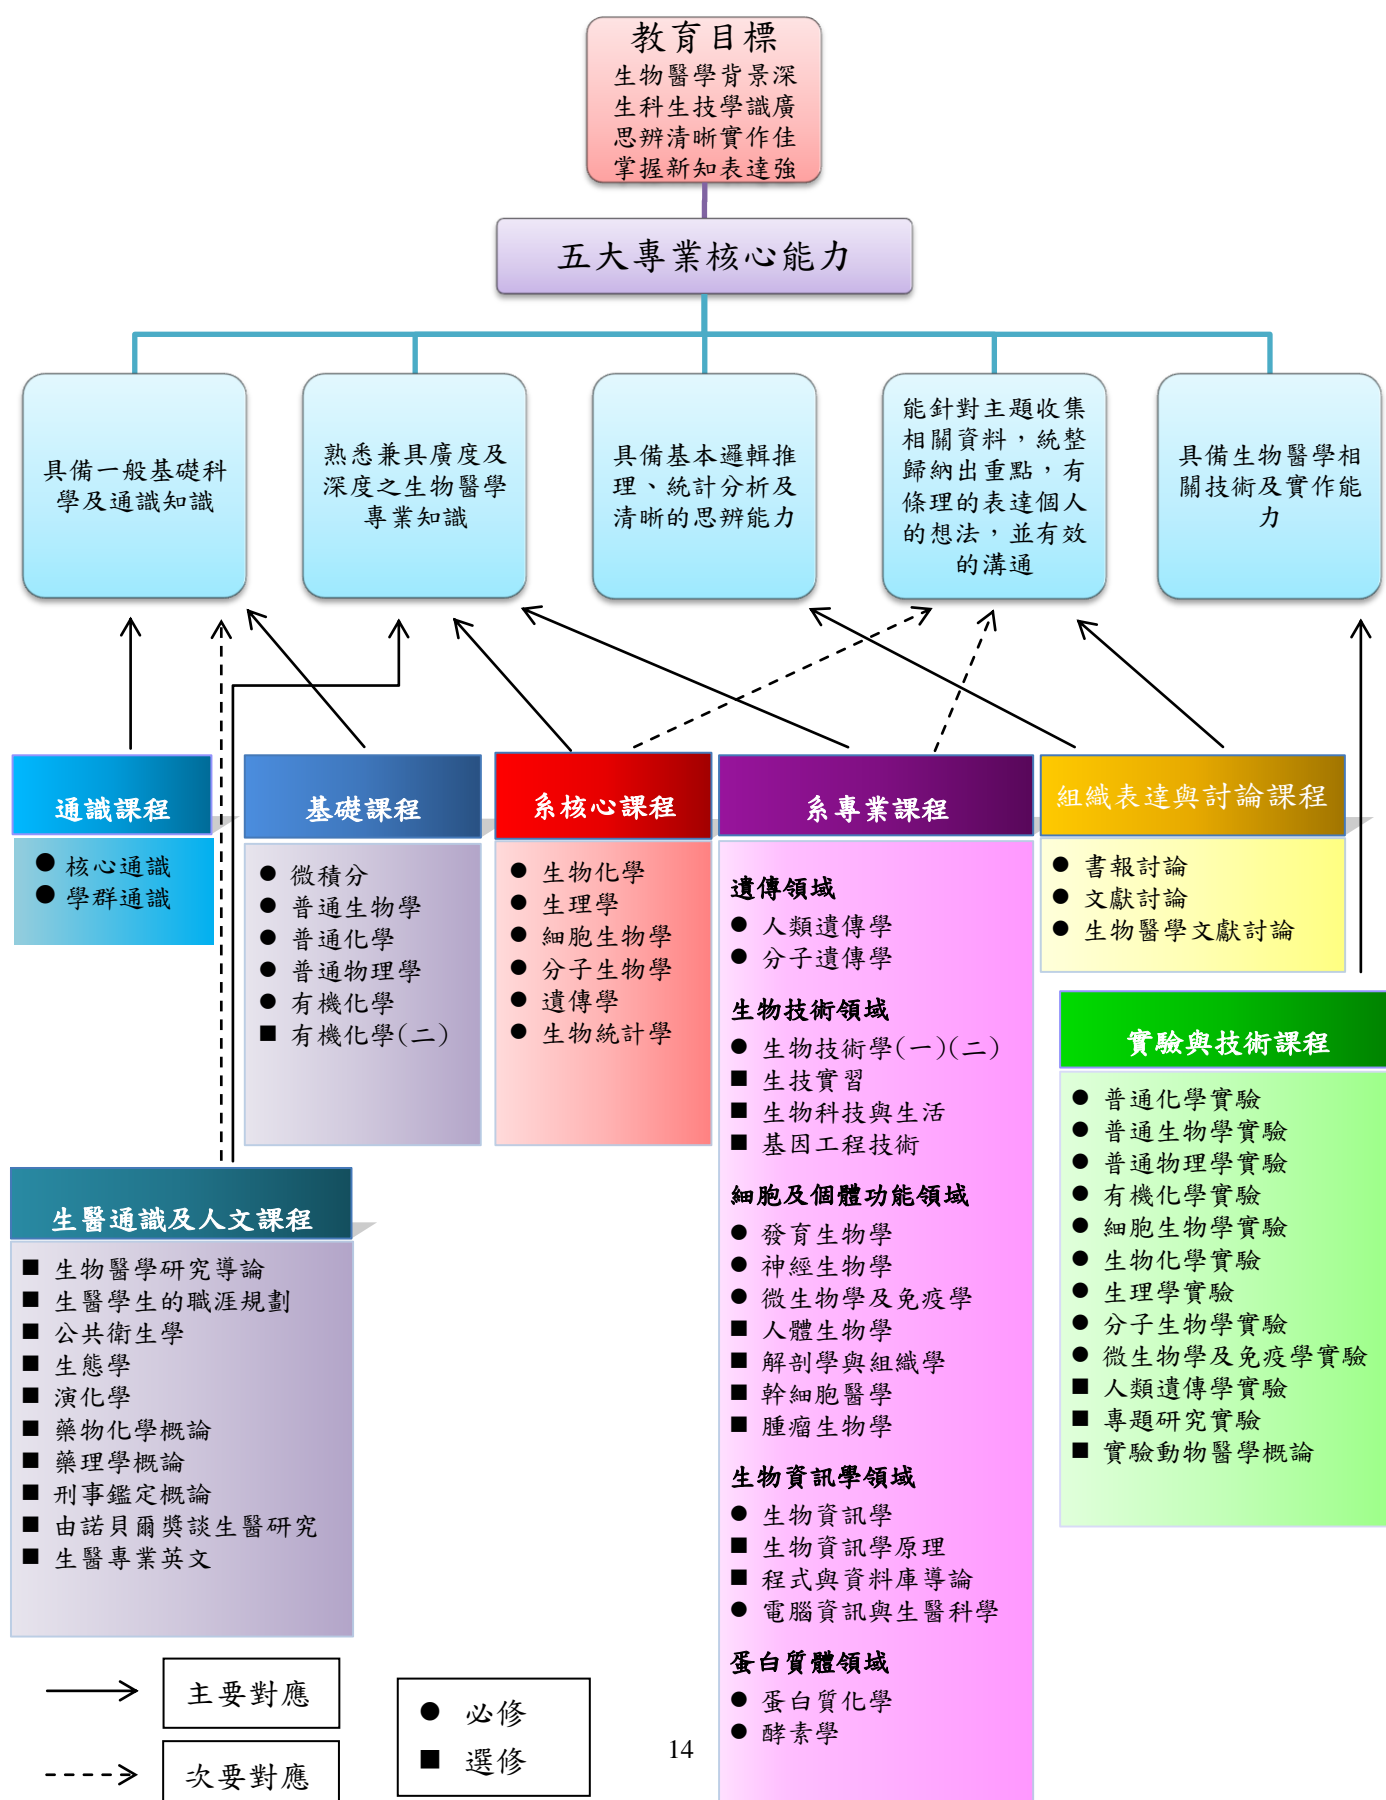 教育目標
生物醫學背景深
生科生技學識廣
思辨清晰實作佳
掌握新知表達強
五大專業核心能力
具備一般基礎科
學及通識知識
熟悉兼具廣度及
深度之生物醫學
專業知識
具備基本邏輯推
理、統計分析及
清晰的思辨能力
能針對主題收集
相關資料，統整
歸納出重點，有
條理的表達個人
的想法，並有效
的溝通
具備生物醫學相
關技術及實作能
力
通識課程
● 核心通識
● 學群通識
基礎課程
● 微積分
● 普通生物學
● 普通化學
● 普通物理學
● 有機化學
■ 有機化學(二)
系核心課程
● 生物化學
● 生理學
● 細胞生物學
● 分子生物學
● 遺傳學
● 生物統計學
系專業課程
遺傳領域
● 人類遺傳學
● 分子遺傳學
生物技術領域
● 生物技術學(一)(二)
■ 生技實習
■ 生物科技與生活
■ 基因工程技術
細胞及個體功能領域
● 發育生物學
● 神經生物學
● 微生物學及免疫學
■ 人體生物學
■ 解剖學與組織學
■ 幹細胞醫學
■ 腫瘤生物學
生物資訊學領域
● 生物資訊學
■ 生物資訊學原理
■ 程式與資料庫導論
● 電腦資訊與生醫科學
蛋白質體領域
● 蛋白質化學
● 酵素學
組織表達與討論課程
● 書報討論
● 文獻討論
● 生物醫學文獻討論
實驗與技術課程
● 普通化學實驗
● 普通生物學實驗
● 普通物理學實驗
● 有機化學實驗
● 細胞生物學實驗
● 生物化學實驗
● 生理學實驗
● 分子生物學實驗
● 微生物學及免疫學實驗
■ 人類遺傳學實驗
■ 專題研究實驗
■ 實驗動物醫學概論
生醫通識及人文課程
■ 生物醫學研究導論
■ 生醫學生的職涯規劃
■ 公共衛生學
■ 生態學
■ 演化學
■ 藥物化學概論
■ 藥理學概論
■ 刑事鑑定概論
■ 由諾貝爾獎談生醫研究
■ 生醫專業英文
主要對應
次要對應
● 必修
■ 選修
14